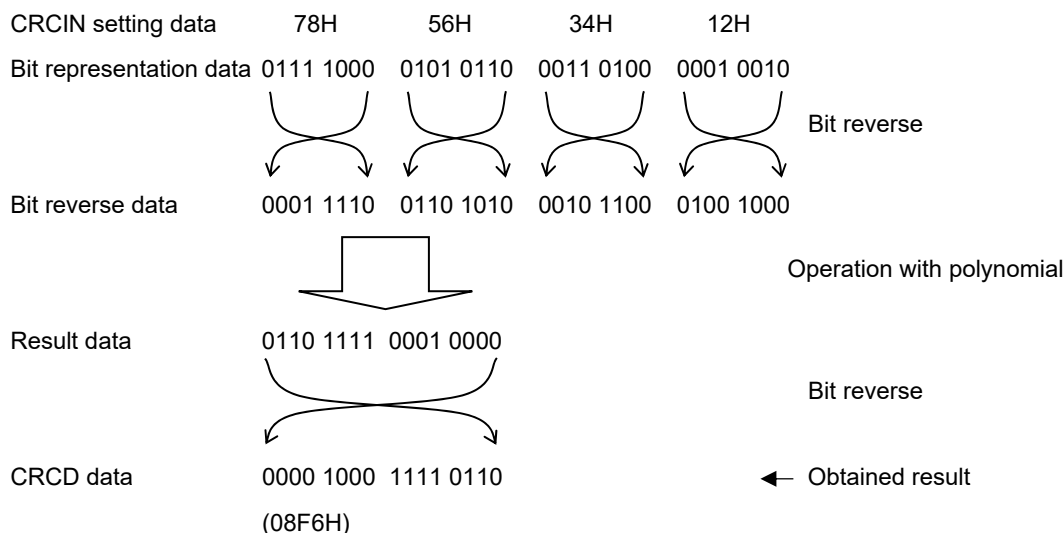 CRCIN setting data 78H 56H 34H 12H
Bit representation data 0111 1000 0101 0110 0011 0100 0001 0010
Bit reverse
Bit reverse data 0001 1110 0110 1010 0010 1100 0100 1000
Operation with polynomial
Result data 0110 1111 0001 0000
Bit reverse
CRCD data 0000 1000 1111 0110 Obtained result
(08F6H)